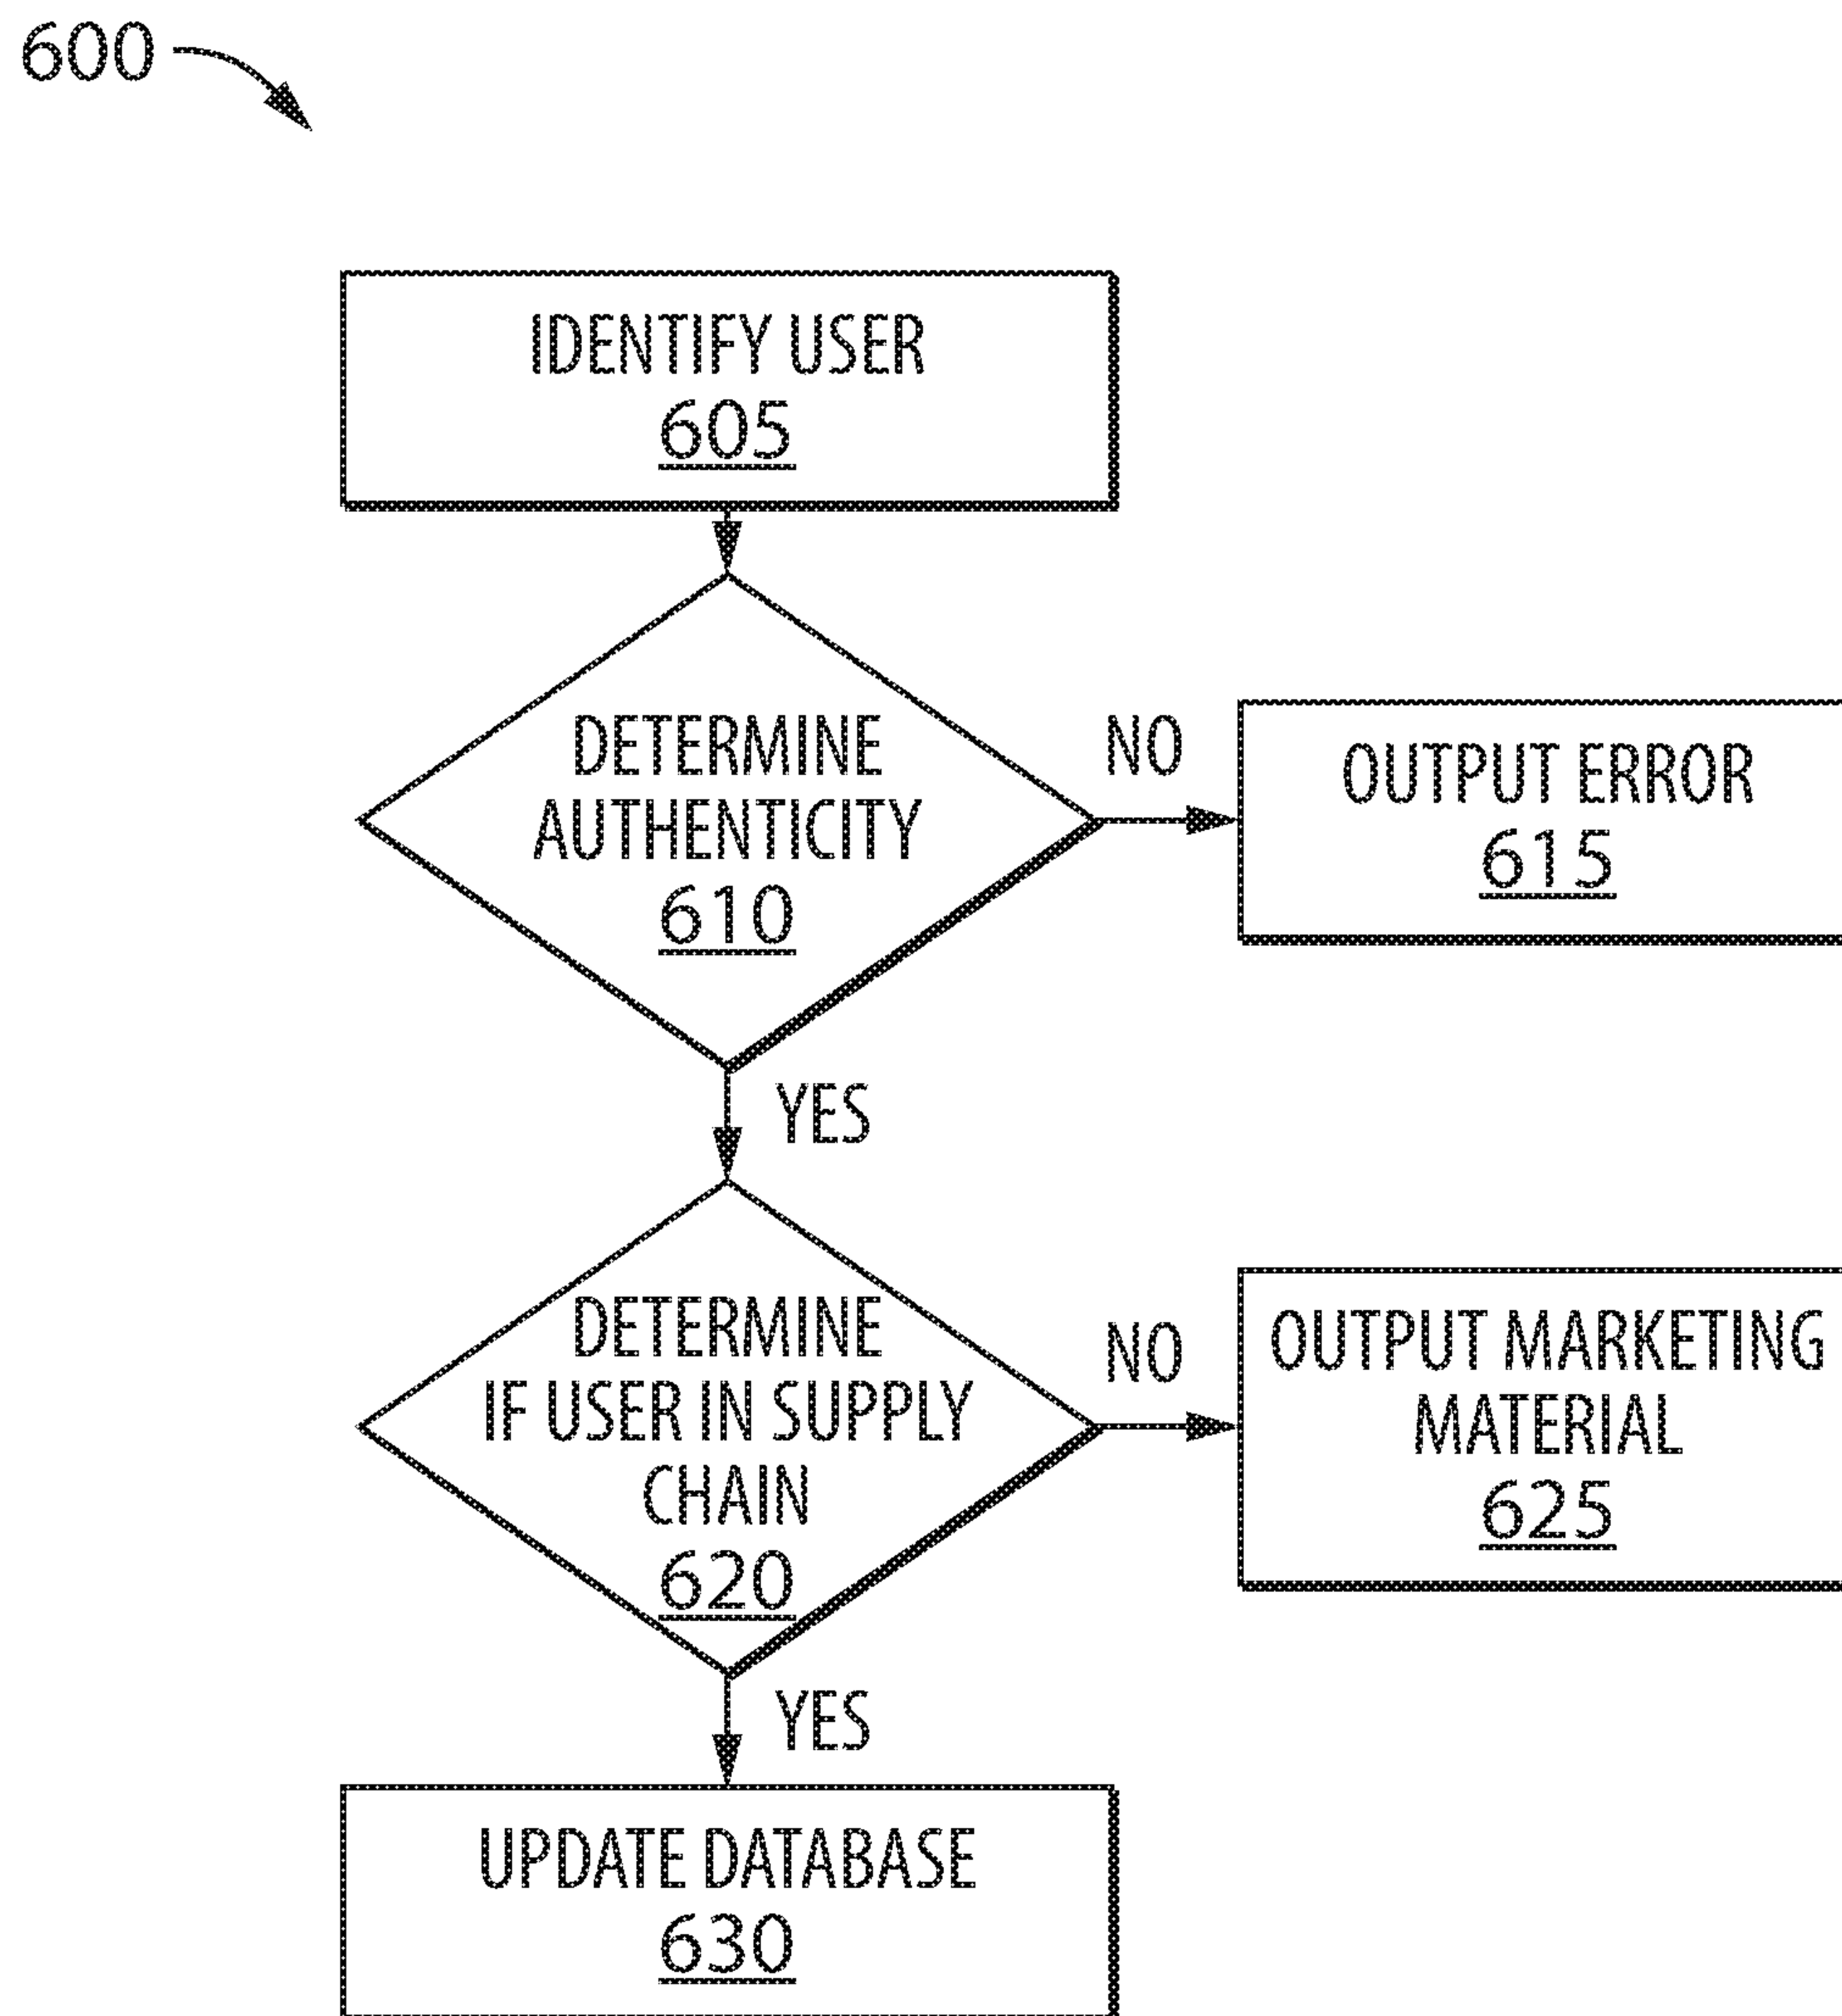 600
IDENTIFY USER
605
DETERMINE
AUTHENTICITY
610
NO
OUTPUT ERROR
615
YES
DETERMINE
IF USER IN SUPPLY
CHAIN
620
NO
OUTPUT MARKETING
MATERIAL
625
YES
UPDATE DATABASE
630